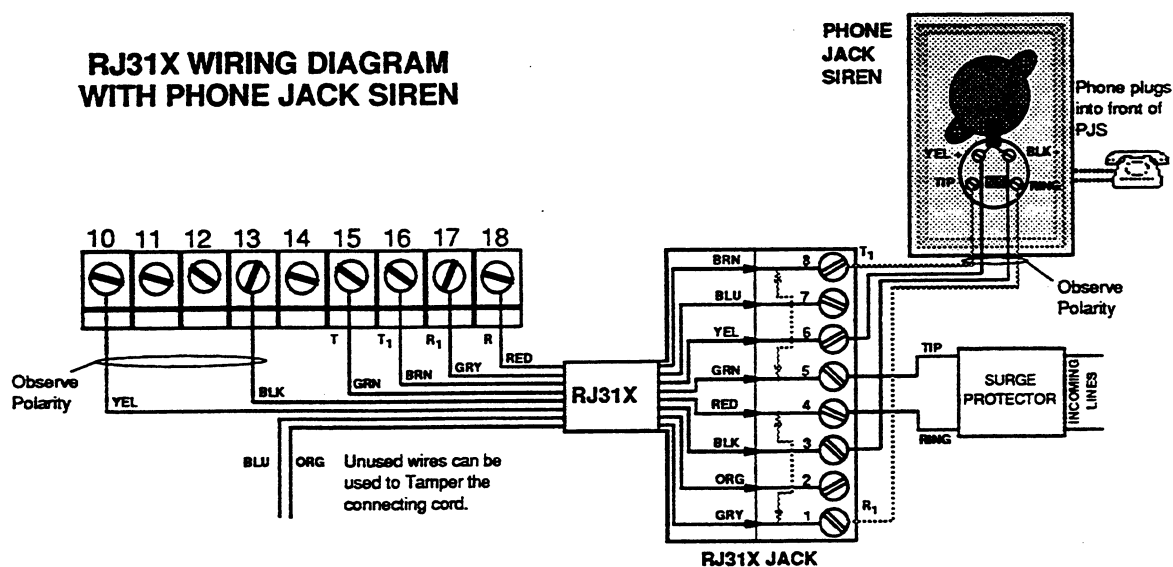 RJ31X WIRING DIAGRAM
WITH PHONE JACK SIREN
PHONE
JACK
SIREN
Phone plugs
into front of
PJS
YEL +
BLK -
TIP
RING
Observe
Polarity
10 11 12 13 14 15 16 17 18
T T1 R1 R
Observe
Polarity
YEL
BLK
GRN
BRN
GRY
RED
BLU
ORG
Unused wires can be
used to Tamper the
connecting cord.
RJ31X
BRN 8 T1
BLU 7
YEL 6
GRN 5
RED 4
BLK 3
ORG 2
GRY 1 R1
RJ31X JACK
TIP
RING
SURGE
PROTECTOR
INCOMING
LINES